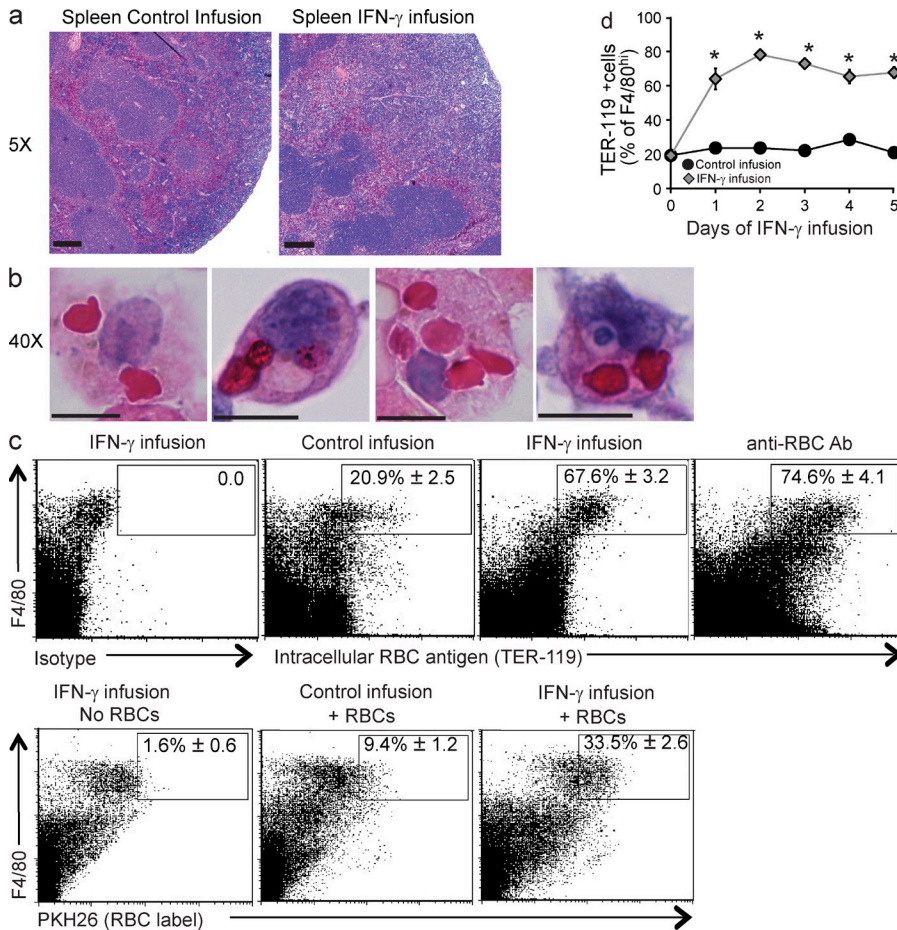 a
Spleen Control Infusion
Spleen IFN-γ infusion
5X
b
40X
c
IFN-γ infusion
Control infusion
IFN-γ infusion
anti-RBC Ab
0.0
20.9% ± 2.5
67.6% ± 3.2
74.6% ± 4.1
F4/80
Isotype
Intracellular RBC antigen (TER-119)
IFN-γ infusion
No RBCs
Control infusion
+ RBCs
IFN-γ infusion
+ RBCs
1.6% ± 0.6
9.4% ± 1.2
33.5% ± 2.6
F4/80
PKH26 (RBC label)
d
TER-119 +cells
(% of F4/80hi)
100
80
60
40
20
0
* * * * *
Control infusion
IFN-γ infusion
0 1 2 3 4 5
Days of IFN-γ infusion